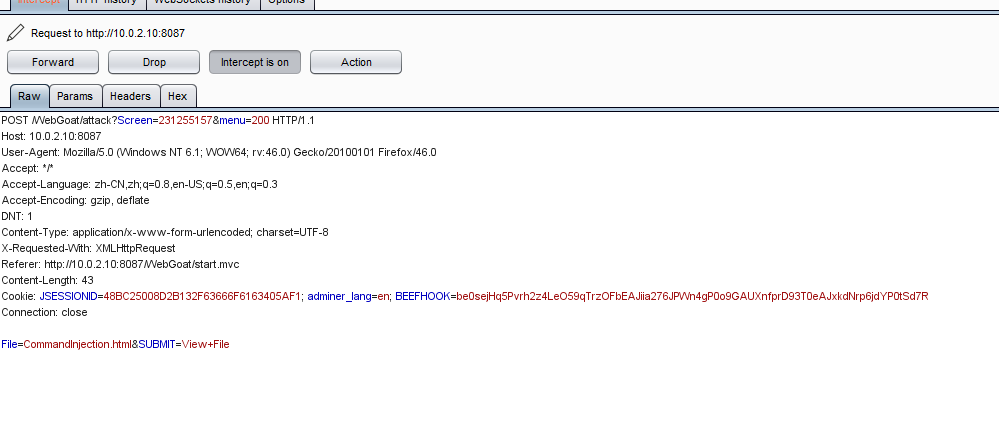 Intercept HTTP history WebSockets history Options
Request to http://10.0.2.10:8087
Forward Drop Intercept is on Action
Raw Params Headers Hex
POST /WebGoat/attack?Screen=231255157&menu=200 HTTP/1.1
Host: 10.0.2.10:8087
User-Agent: Mozilla/5.0 (Windows NT 6.1; WOW64; rv:46.0) Gecko/20100101 Firefox/46.0
Accept: */*
Accept-Language: zh-CN,zh;q=0.8,en-US;q=0.5,en;q=0.3
Accept-Encoding: gzip, deflate
DNT: 1
Content-Type: application/x-www-form-urlencoded; charset=UTF-8
X-Requested-With: XMLHttpRequest
Referer: http://10.0.2.10:8087/WebGoat/start.mvc
Content-Length: 43
Cookie: JSESSIONID=48BC25008D2B132F63666F6163405AF1; adminer_lang=en; BEEFHOOK=be0sejHq5Pvrh2z4LeO59qTrzOFbEAJiia276JPWn4gP0o9GAUXnfprD93T0eAJxkdNrp6jdYP0tSd7R
Connection: close
File=CommandInjection.html&SUBMIT=View+File